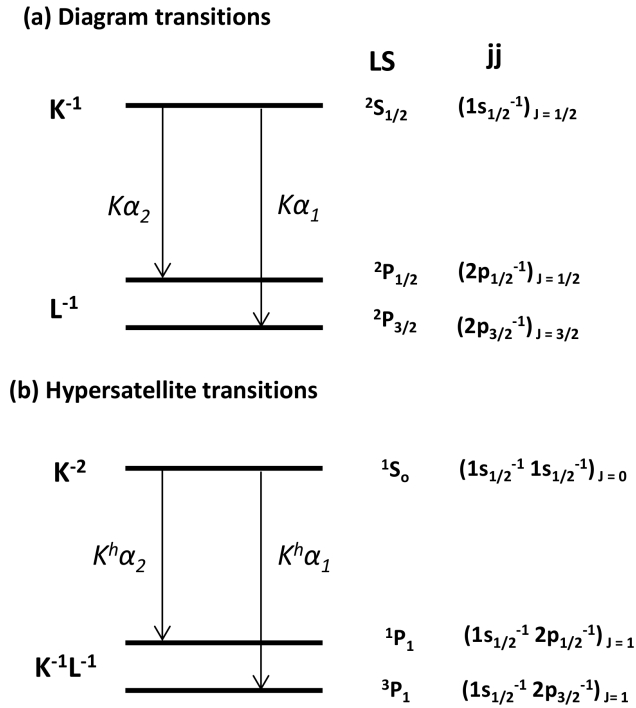 (a) Diagram transitions
LS jj
K⁻¹ ²S₁/₂ (1s₁/₂⁻¹) J = 1/2
Kα₂ Kα₁
²P₁/₂ (2p₁/₂⁻¹) J = 1/2
L⁻¹
²P₃/₂ (2p₃/₂⁻¹) J = 3/2
(b) Hypersatellite transitions
K⁻² ¹Sₒ (1s₁/₂⁻¹ 1s₁/₂⁻¹) J = 0
Kʰα₂ Kʰα₁
¹P₁ (1s₁/₂⁻¹ 2p₁/₂⁻¹) J = 1
K⁻¹L⁻¹
³P₁ (1s₁/₂⁻¹ 2p₃/₂⁻¹) J= 1